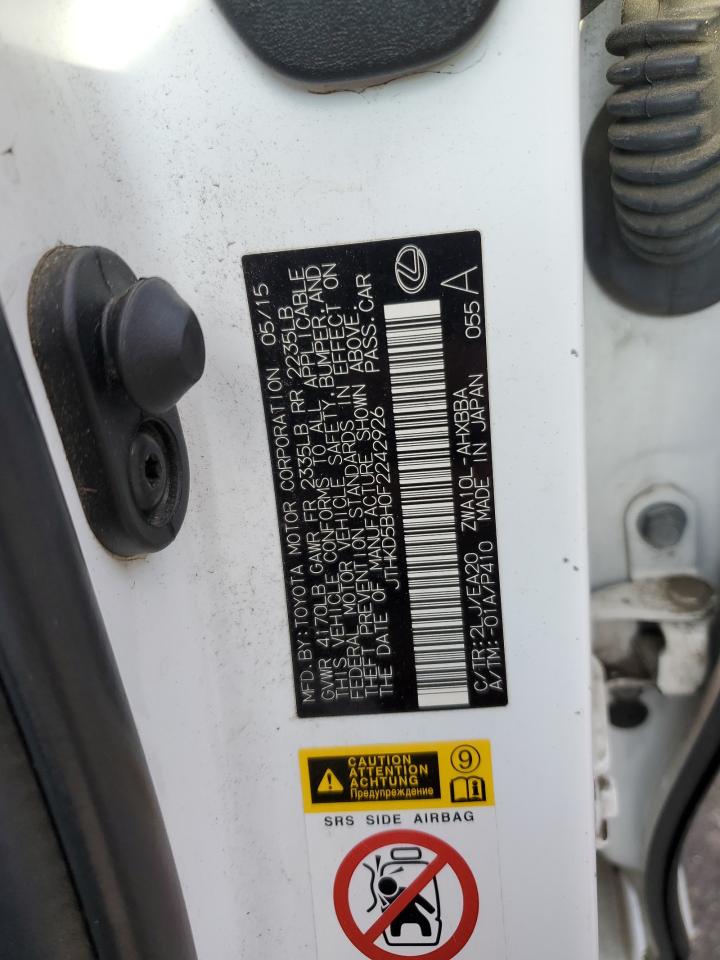 MFD. BY: TOYOTA MOTOR CORPORATION 05/15
GVWR 4170LB GAWR FR 2335LB RR 2235LB
THIS VEHICLE CONFORMS TO ALL APPLICABLE
FEDERAL MOTOR VEHICLE SAFETY, BUMPER, AND
THEFT PREVENTION STANDARDS IN EFFECT ON
THE DATE OF MANUFACTURE SHOWN ABOVE.
JTHKD5BH0F2242926 PASS. CAR
C/TR: 2LJ/EA20 ZWA10L -AHXBBA 055 A
A/TM: -01A/P410 MADE IN JAPAN
CAUTION
ATTENTION
ACHTUNG
Предупреждение
9
SRS SIDE AIRBAG